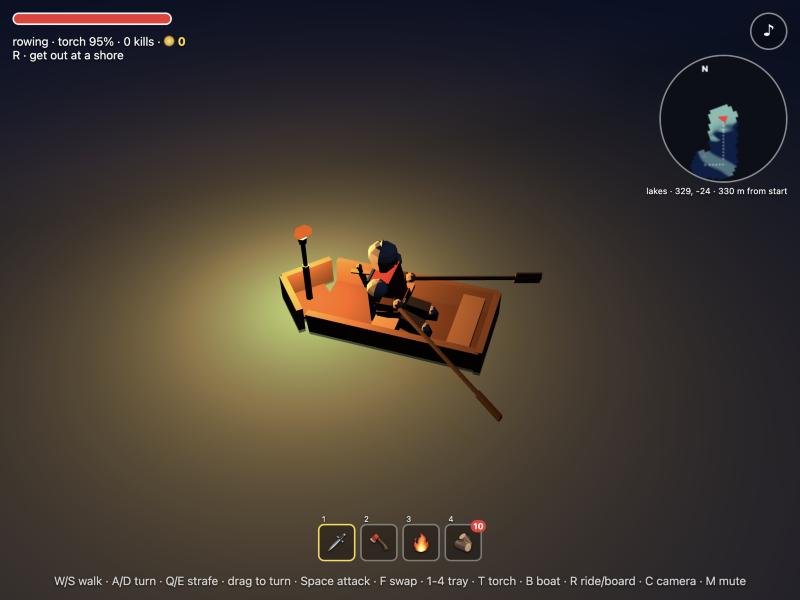 rowing · torch 95% · 0 kills · 0
R · get out at a shore
♪
N
lakes · 329, -24 · 330 m from start
1 2 3 4
10
W/S walk · A/D turn · Q/E strafe · drag to turn · Space attack · F swap · 1-4 tray · T torch · B boat · R ride/board · C camera · M mute